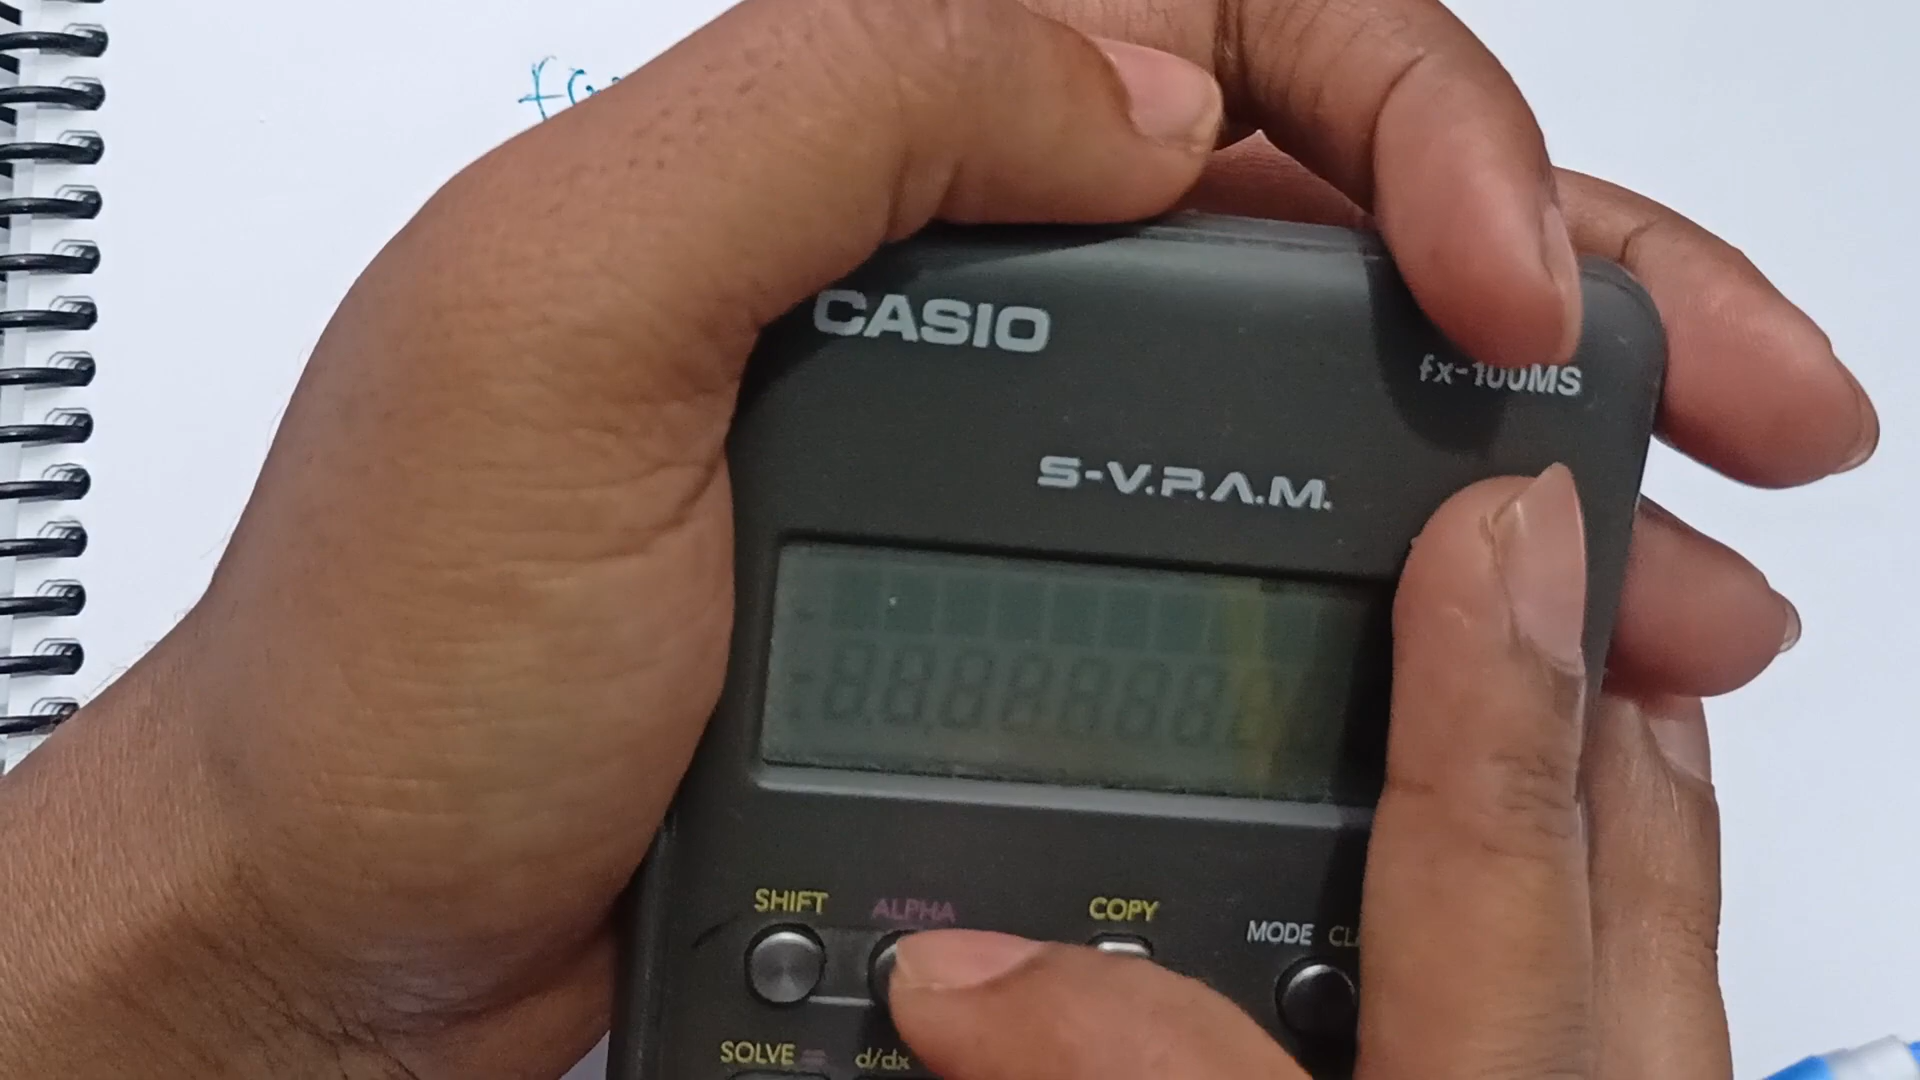 CASIO
fx-100MS
S-V.P.A.M.
SHIFT
ALPHA
COPY
MODE
SOLVE =
d/dx